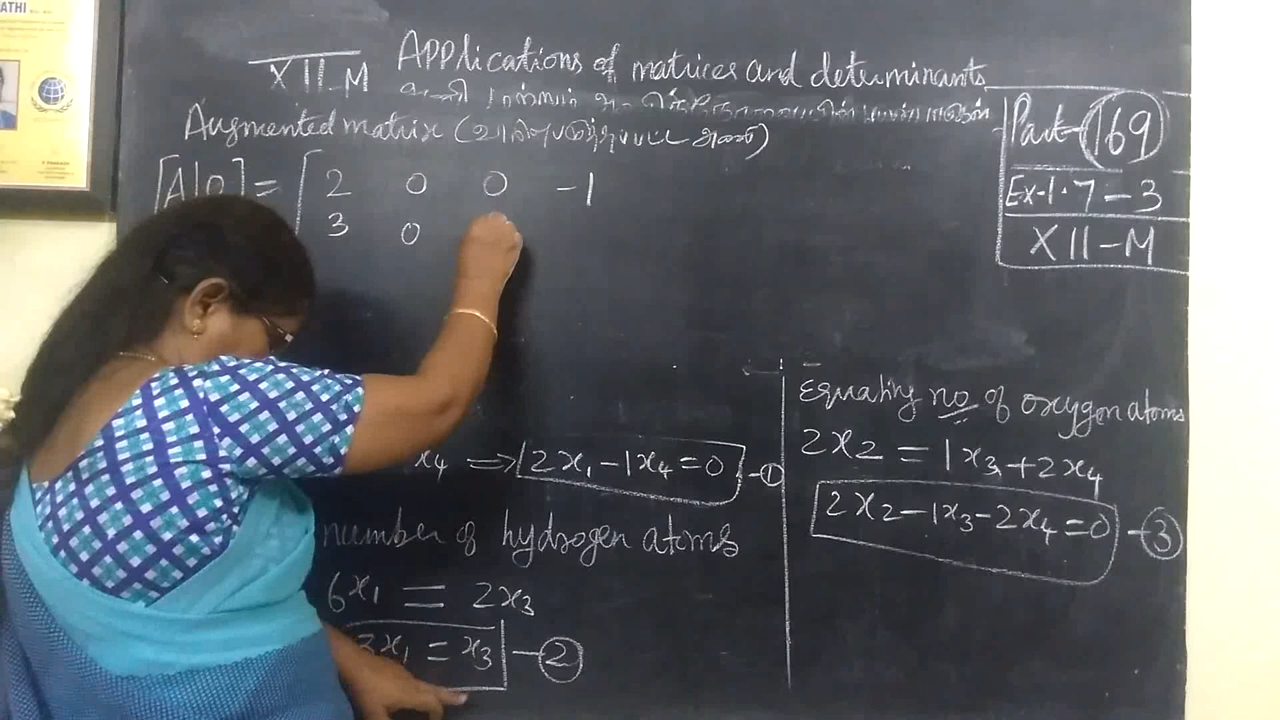 ATHI
XII-M Applications of matrices and determinants
Augmented matrix
[A|0] = [ 2 0 0 -1
3 0
Part-169
Ex-1.7-3
XII-M
x₄ ⇒ 2x₁-1x₄=0 -①
number of hydrogen atoms
6x₁ = 2x₃
3x₁ = x₃ -②
Equating no of oxygen atoms
2x₂ = 1x₃+2x₄
2x₂-1x₃-2x₄=0 -③